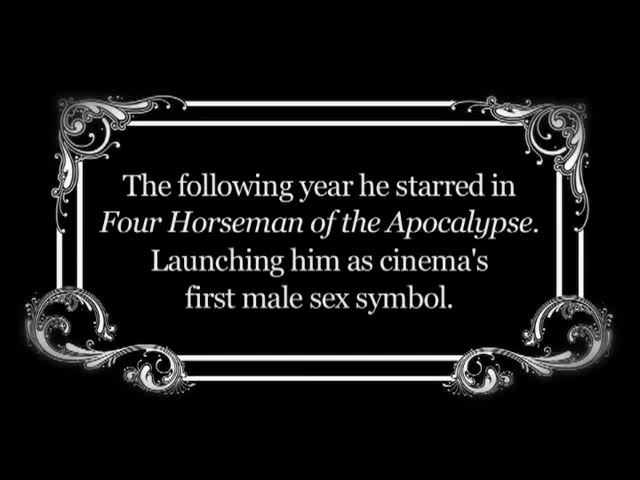 The following year he starred in
Four Horseman of the Apocalypse.
Launching him as cinema's
first male sex symbol.